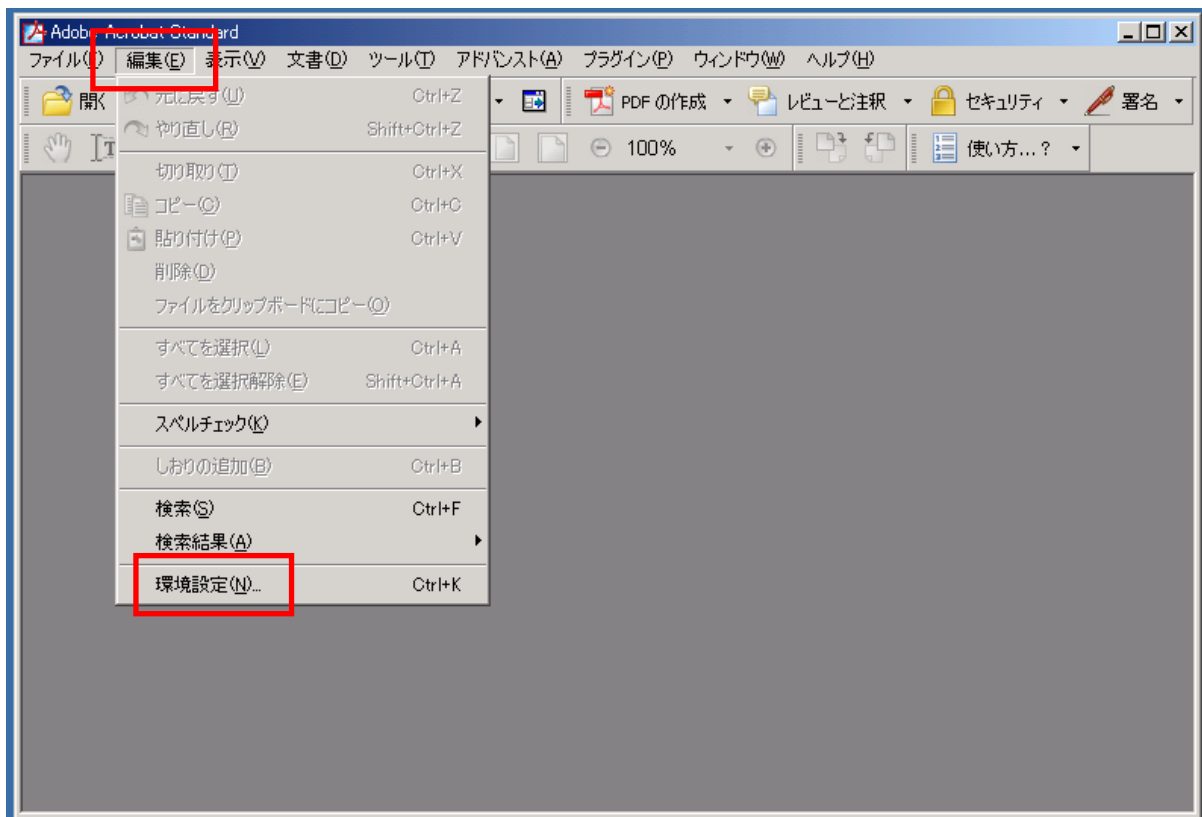 Adobe Acrobat Standard
ファイル(F) 編集(E) 表示(V) 文書(D) ツール(T) アドバンスト(A) プラグイン(P) ウィンドウ(W) ヘルプ(H)
開く PDF の作成 レビューと注釈 セキュリティ 署名
100% 使い方...?
元に戻す(U) Ctrl+Z
やり直し(R) Shift+Ctrl+Z
切り取り(T) Ctrl+X
コピー(C) Ctrl+C
貼り付け(P) Ctrl+V
削除(D)
ファイルをクリップボードにコピー(O)
すべてを選択(L) Ctrl+A
すべてを選択解除(E) Shift+Ctrl+A
スペルチェック(K)
しおりの追加(B) Ctrl+B
検索(S) Ctrl+F
検索結果(A)
環境設定(N)... Ctrl+K